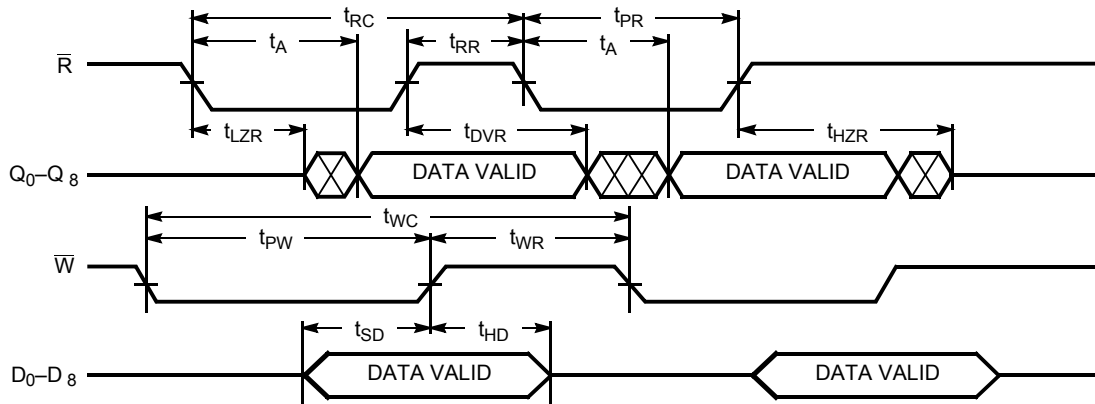 tRC tPR
tA tRR tA
R̅
tLZR tDVR tHZR
Q0–Q8 DATA VALID DATA VALID
tWC
tPW tWR
W̅
tSD tHD
D0–D8 DATA VALID DATA VALID